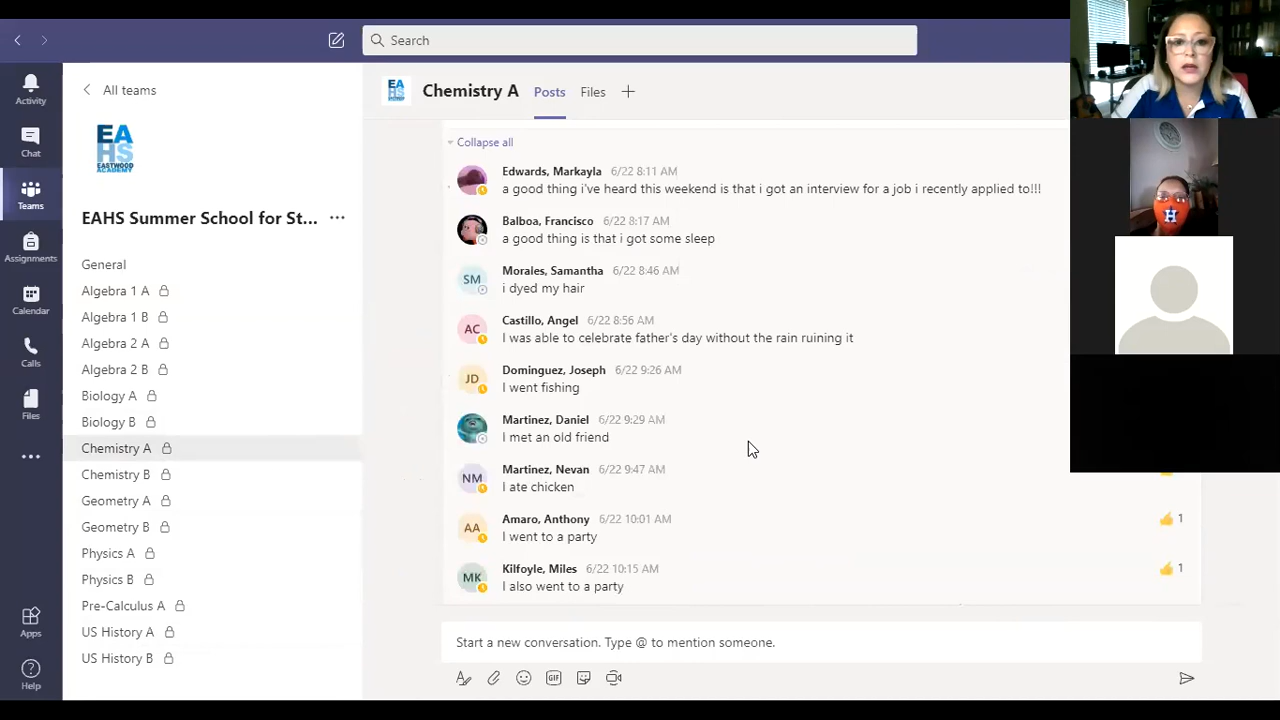 Search
Activity
Chat
Teams
Assignments
Calendar
Calls
Files
Apps
Help
All teams
EA
HS
EASTWOOD
ACADEMY
EAHS Summer School for St...
General
Algebra 1 A
Algebra 1 B
Algebra 2 A
Algebra 2 B
Biology A
Biology B
Chemistry A
Chemistry B
Geometry A
Geometry B
Physics A
Physics B
Pre-Calculus A
US History A
US History B
EA
HS
Chemistry A Posts Files
Collapse all
Edwards, Markayla 6/22 8:11 AM
a good thing i've heard this weekend is that i got an interview for a job i recently applied to!!!
Balboa, Francisco 6/22 8:17 AM
a good thing is that i got some sleep
SM
Morales, Samantha 6/22 8:46 AM
i dyed my hair
AC
Castillo, Angel 6/22 8:56 AM
I was able to celebrate father's day without the rain ruining it
JD
Dominguez, Joseph 6/22 9:26 AM
I went fishing
Martinez, Daniel 6/22 9:29 AM
I met an old friend
NM
Martinez, Nevan 6/22 9:47 AM
I ate chicken
AA
Amaro, Anthony 6/22 10:01 AM 1
I went to a party
MK
Kilfoyle, Miles 6/22 10:15 AM 1
I also went to a party
Start a new conversation. Type @ to mention someone.
GIF
H